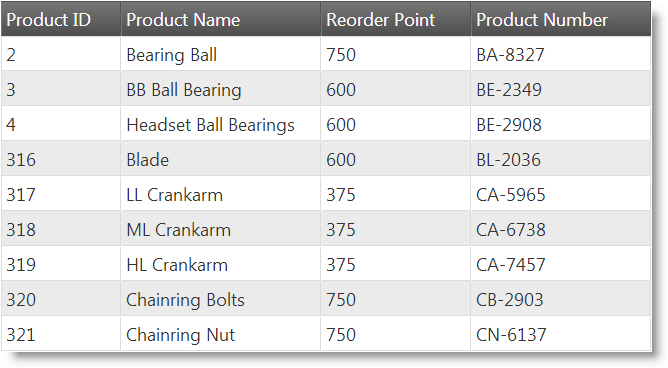 Product ID Product Name Reorder Point Product Number
2 Bearing Ball 750 BA-8327
3 BB Ball Bearing 600 BE-2349
4 Headset Ball Bearings 600 BE-2908
316 Blade 600 BL-2036
317 LL Crankarm 375 CA-5965
318 ML Crankarm 375 CA-6738
319 HL Crankarm 375 CA-7457
320 Chainring Bolts 750 CB-2903
321 Chainring Nut 750 CN-6137